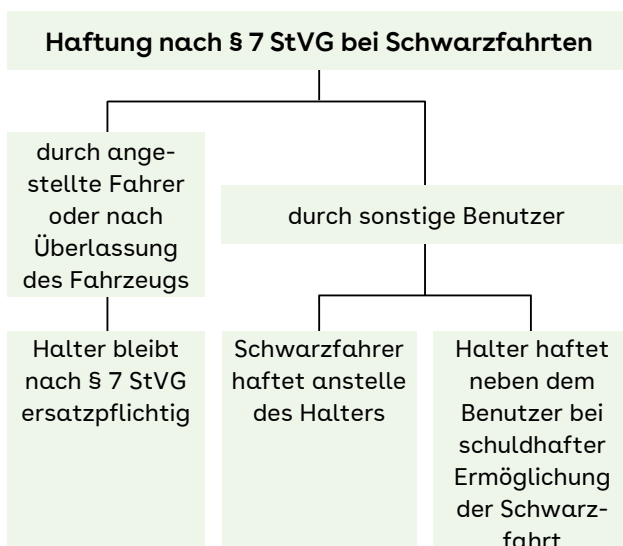 Haftung nach § 7 StVG bei Schwarzfahrten
durch ange-
stellte Fahrer
oder nach
Überlassung
des Fahrzeugs
durch sonstige Benutzer
Halter bleibt
nach § 7 StVG
ersatzpflichtig
Schwarzfahrer
haftet anstelle
des Halters
Halter haftet
neben dem
Benutzer bei
schuldhafter
Ermöglichung
der Schwarz-
fahrt